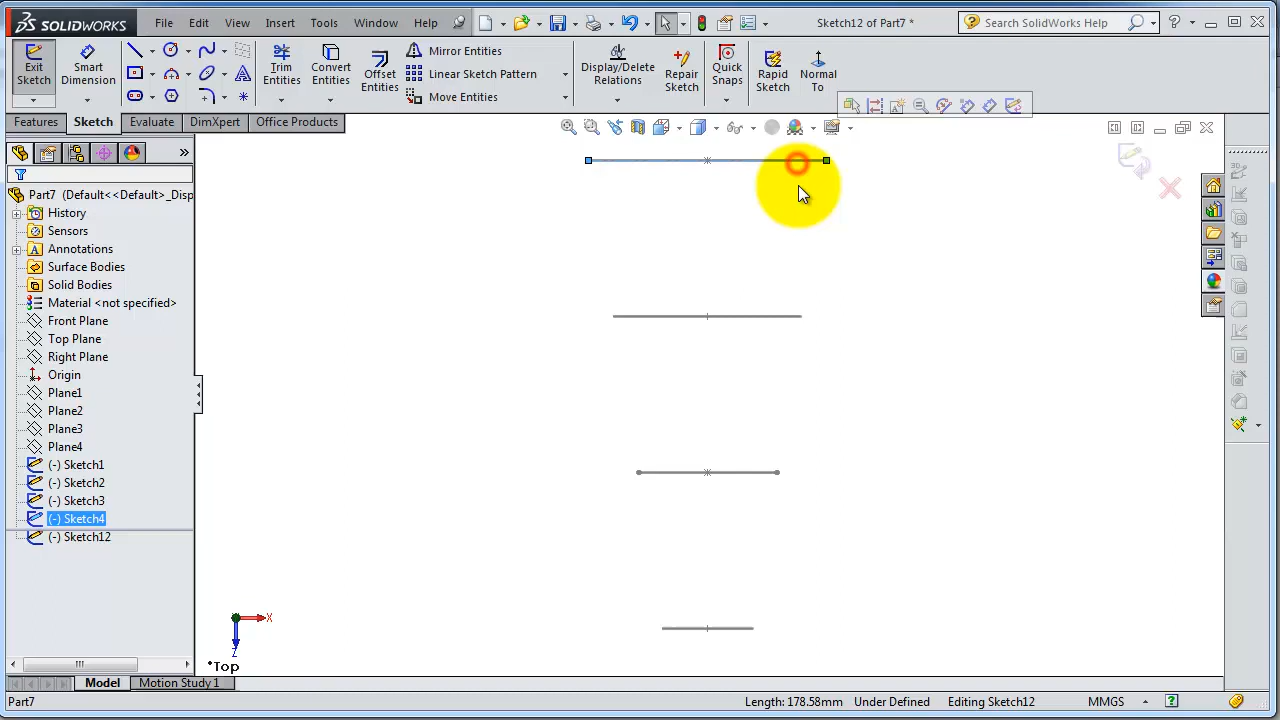 SOLIDWORKS File Edit View Insert Tools Window Help Sketch12 of Part7 * Search SolidWorks Help
Exit Sketch
Smart Dimension
Trim Entities
Convert Entities
Offset Entities
Mirror Entities
Linear Sketch Pattern
Move Entities
Display/Delete Relations
Repair Sketch
Quick Snaps
Rapid Sketch
Normal To
Features Sketch Evaluate DimXpert Office Products
Part7 (Default<<Default>_Disp
History
Sensors
Annotations
Surface Bodies
Solid Bodies
Material <not specified>
Front Plane
Top Plane
Right Plane
Origin
Plane1
Plane2
Plane3
Plane4
(-) Sketch1
(-) Sketch2
(-) Sketch3
(-) Sketch4
(-) Sketch12
X
Z
*Top
Model Motion Study 1
Part7 Length: 178.58mm Under Defined Editing Sketch12 MMGS